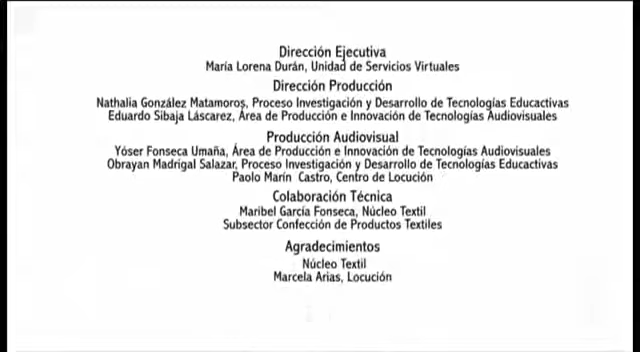 Dirección Ejecutiva
María Lorena Durán, Unidad de Servicios Virtuales
Dirección Producción
Nathalia González Matamoros, Proceso Investigación y Desarrollo de Tecnologías Educactivas
Eduardo Sibaja Láscarez, Área de Producción e Innovación de Tecnologías Audiovisuales
Producción Audiovisual
Yóser Fonseca Umaña, Área de Producción e Innovación de Tecnologías Audiovisuales
Obrayan Madrigal Salazar, Proceso Investigación y Desarrollo de Tecnologías Educactivas
Paolo Marín Castro, Centro de Locución
Colaboración Técnica
Maribel García Fonseca, Núcleo Textil
Subsector Confección de Productos Textiles
Agradecimientos
Núcleo Textil
Marcela Arias, Locución